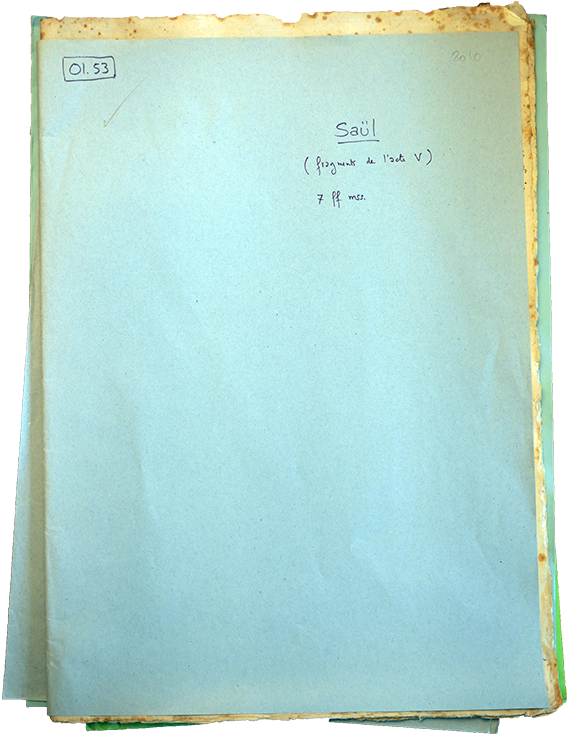 01.53
2010
Saül
(fragments de l'acte V)
7 ff mss.